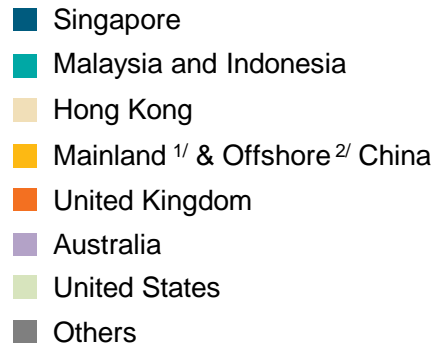 Singapore
Malaysia and Indonesia
Hong Kong
Mainland 1/ & Offshore 2/ China
United Kingdom
Australia
United States
Others